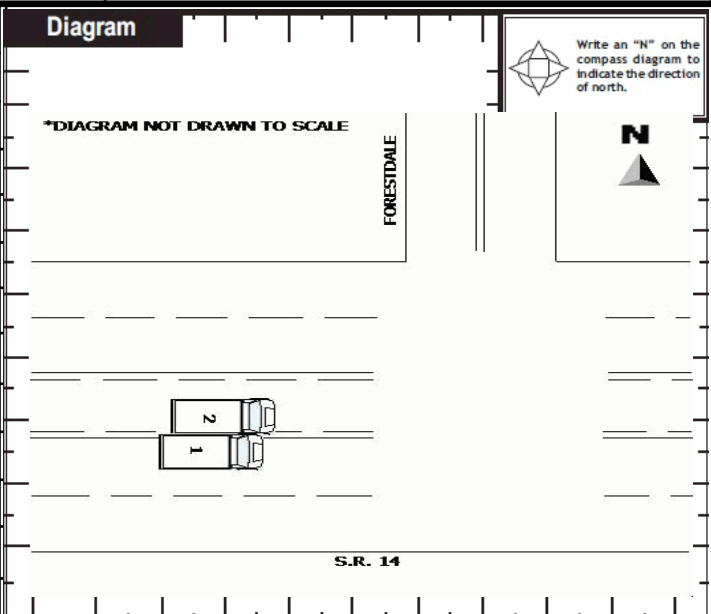 Diagram
Write an “N” on the
compass diagram to
indicate the direction
of north.
*DIAGRAM NOT DRAWN TO SCALE
FORESTDALE
N
2
1
S.R. 14